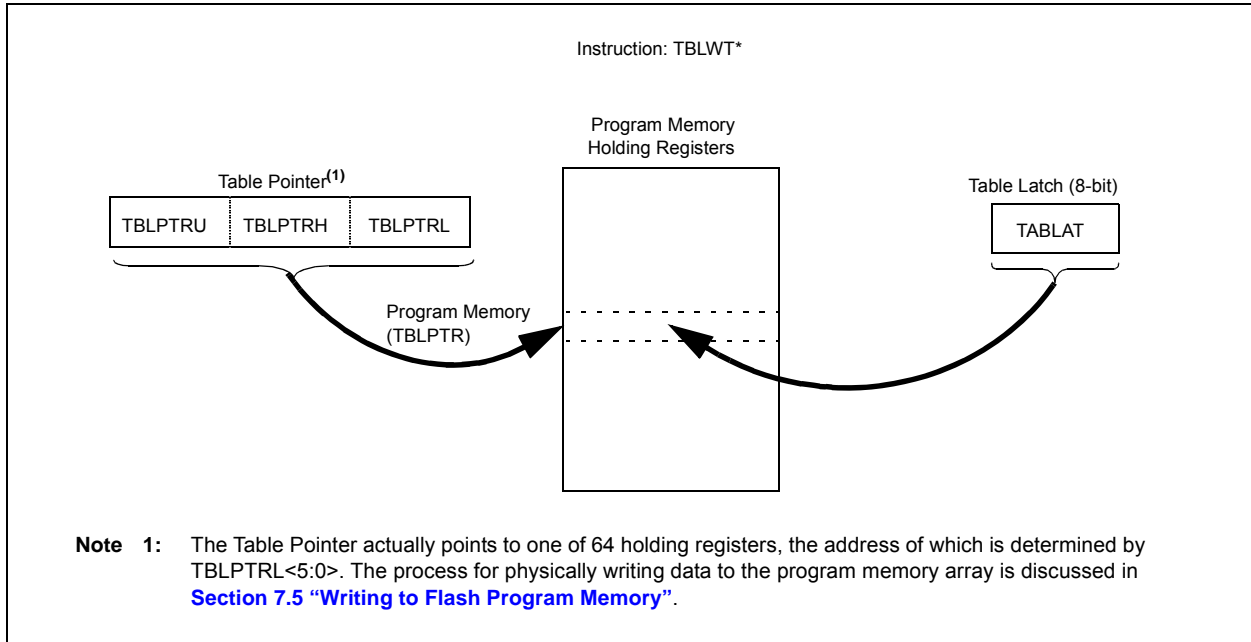 Instruction: TBLWT*
Program Memory
Holding Registers
Table Pointer(1)
Table Latch (8-bit)
TBLPTRU TBLPTRH TBLPTRL
TABLAT
Program Memory
(TBLPTR)
Note 1: The Table Pointer actually points to one of 64 holding registers, the address of which is determined by
TBLPTRL<5:0>. The process for physically writing data to the program memory array is discussed in
Section 7.5 “Writing to Flash Program Memory”.